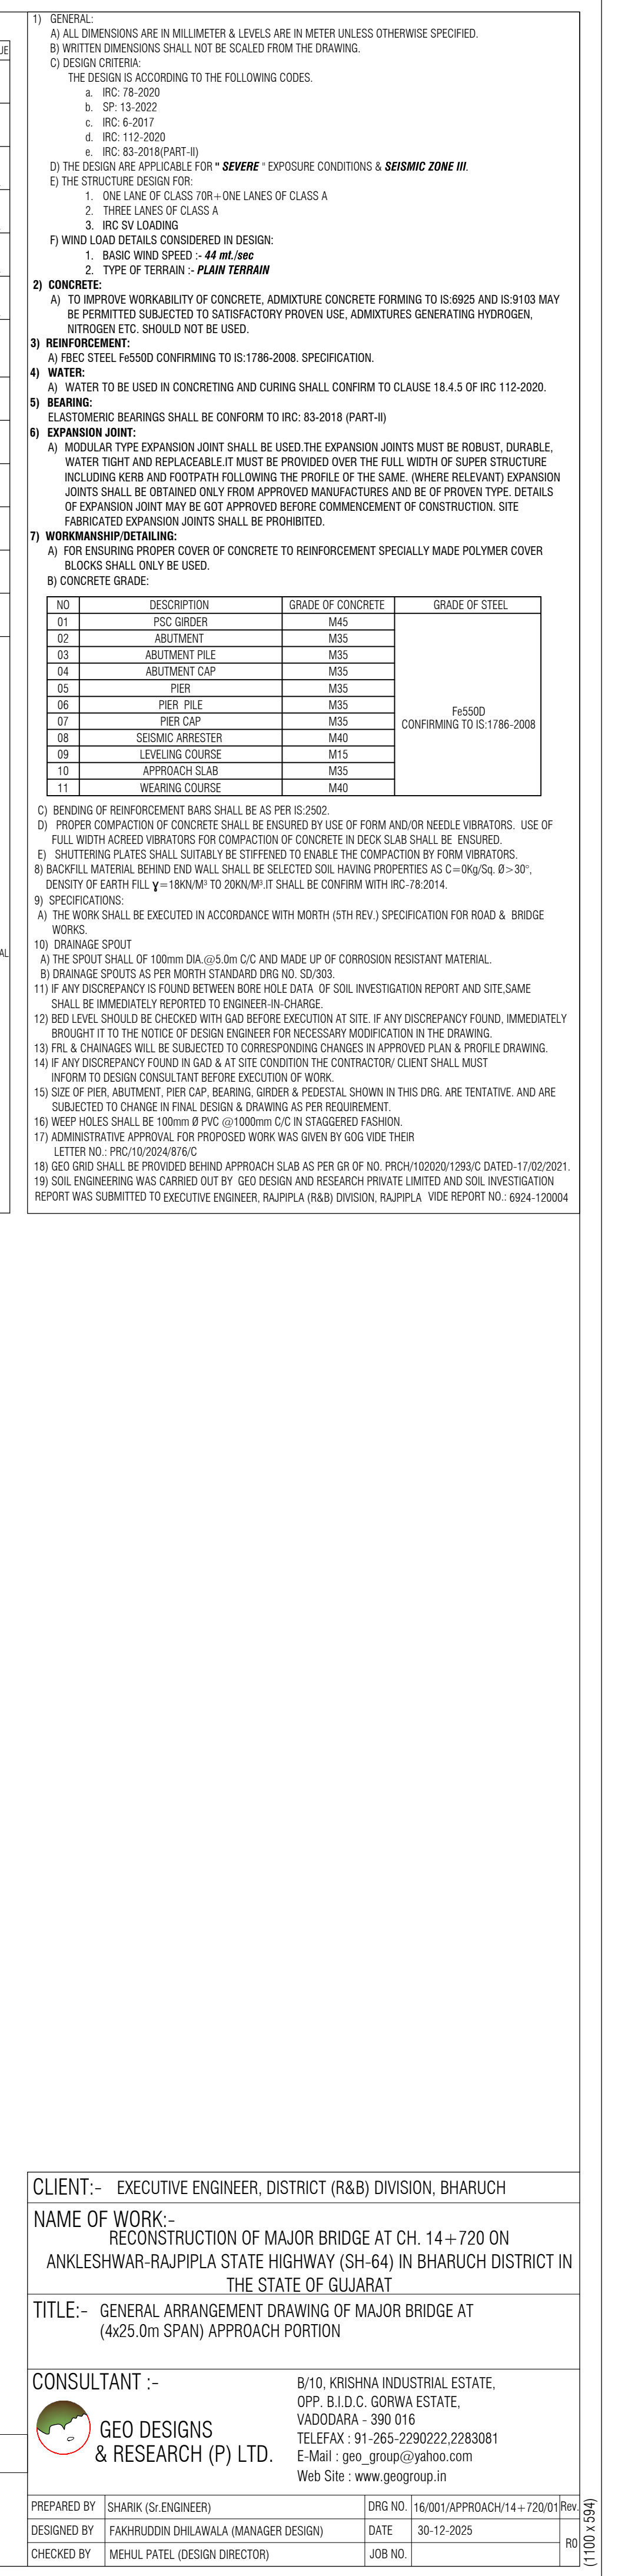 UE
AL
1) GENERAL:
A) ALL DIMENSIONS ARE IN MILLIMETER & LEVELS ARE IN METER UNLESS OTHERWISE SPECIFIED.
B) WRITTEN DIMENSIONS SHALL NOT BE SCALED FROM THE DRAWING.
C) DESIGN CRITERIA:
THE DESIGN IS ACCORDING TO THE FOLLOWING CODES.
a. IRC: 78-2020
b. SP: 13-2022
c. IRC: 6-2017
d. IRC: 112-2020
e. IRC: 83-2018(PART-II)
D) THE DESIGN ARE APPLICABLE FOR " SEVERE " EXPOSURE CONDITIONS & SEISMIC ZONE III.
E) THE STRUCTURE DESIGN FOR:
1. ONE LANE OF CLASS 70R+ONE LANES OF CLASS A
2. THREE LANES OF CLASS A
3. IRC SV LOADING
F) WIND LOAD DETAILS CONSIDERED IN DESIGN:
1. BASIC WIND SPEED :- 44 mt./sec
2. TYPE OF TERRAIN :- PLAIN TERRAIN
2) CONCRETE:
A) TO IMPROVE WORKABILITY OF CONCRETE, ADMIXTURE CONCRETE FORMING TO IS:6925 AND IS:9103 MAY
BE PERMITTED SUBJECTED TO SATISFACTORY PROVEN USE, ADMIXTURES GENERATING HYDROGEN,
NITROGEN ETC. SHOULD NOT BE USED.
3) REINFORCEMENT:
A) FBEC STEEL Fe550D CONFIRMING TO IS:1786-2008. SPECIFICATION.
4) WATER:
A) WATER TO BE USED IN CONCRETING AND CURING SHALL CONFIRM TO CLAUSE 18.4.5 OF IRC 112-2020.
5) BEARING:
ELASTOMERIC BEARINGS SHALL BE CONFORM TO IRC: 83-2018 (PART-II)
6) EXPANSION JOINT:
A) MODULAR TYPE EXPANSION JOINT SHALL BE USED.THE EXPANSION JOINTS MUST BE ROBUST, DURABLE,
WATER TIGHT AND REPLACEABLE.IT MUST BE PROVIDED OVER THE FULL WIDTH OF SUPER STRUCTURE
INCLUDING KERB AND FOOTPATH FOLLOWING THE PROFILE OF THE SAME. (WHERE RELEVANT) EXPANSION
JOINTS SHALL BE OBTAINED ONLY FROM APPROVED MANUFACTURES AND BE OF PROVEN TYPE. DETAILS
OF EXPANSION JOINT MAY BE GOT APPROVED BEFORE COMMENCEMENT OF CONSTRUCTION. SITE
FABRICATED EXPANSION JOINTS SHALL BE PROHIBITED.
7) WORKMANSHIP/DETAILING:
A) FOR ENSURING PROPER COVER OF CONCRETE TO REINFORCEMENT SPECIALLY MADE POLYMER COVER
BLOCKS SHALL ONLY BE USED.
B) CONCRETE GRADE:
NO DESCRIPTION GRADE OF CONCRETE GRADE OF STEEL
01 PSC GIRDER M45
02 ABUTMENT M35
03 ABUTMENT PILE M35
04 ABUTMENT CAP M35
05 PIER M35
06 PIER PILE M35
07 PIER CAP M35
08 SEISMIC ARRESTER M40
09 LEVELING COURSE M15
10 APPROACH SLAB M35
11 WEARING COURSE M40
Fe550D
CONFIRMING TO IS:1786-2008
C) BENDING OF REINFORCEMENT BARS SHALL BE AS PER IS:2502.
D) PROPER COMPACTION OF CONCRETE SHALL BE ENSURED BY USE OF FORM AND/OR NEEDLE VIBRATORS. USE OF
FULL WIDTH ACREED VIBRATORS FOR COMPACTION OF CONCRETE IN DECK SLAB SHALL BE ENSURED.
E) SHUTTERING PLATES SHALL SUITABLY BE STIFFENED TO ENABLE THE COMPACTION BY FORM VIBRATORS.
8) BACKFILL MATERIAL BEHIND END WALL SHALL BE SELECTED SOIL HAVING PROPERTIES AS C=0Kg/Sq. Ø>30°,
DENSITY OF EARTH FILL Ɣ=18KN/M³ TO 20KN/M³.IT SHALL BE CONFIRM WITH IRC-78:2014.
9) SPECIFICATIONS:
A) THE WORK SHALL BE EXECUTED IN ACCORDANCE WITH MORTH (5TH REV.) SPECIFICATION FOR ROAD & BRIDGE
WORKS.
10) DRAINAGE SPOUT
A) THE SPOUT SHALL OF 100mm DIA.@5.0m C/C AND MADE UP OF CORROSION RESISTANT MATERIAL.
B) DRAINAGE SPOUTS AS PER MORTH STANDARD DRG NO. SD/303.
11) IF ANY DISCREPANCY IS FOUND BETWEEN BORE HOLE DATA OF SOIL INVESTIGATION REPORT AND SITE,SAME
SHALL BE IMMEDIATELY REPORTED TO ENGINEER-IN-CHARGE.
12) BED LEVEL SHOULD BE CHECKED WITH GAD BEFORE EXECUTION AT SITE. IF ANY DISCREPANCY FOUND, IMMEDIATELY
BROUGHT IT TO THE NOTICE OF DESIGN ENGINEER FOR NECESSARY MODIFICATION IN THE DRAWING.
13) FRL & CHAINAGES WILL BE SUBJECTED TO CORRESPONDING CHANGES IN APPROVED PLAN & PROFILE DRAWING.
14) IF ANY DISCREPANCY FOUND IN GAD & AT SITE CONDITION THE CONTRACTOR/ CLIENT SHALL MUST
INFORM TO DESIGN CONSULTANT BEFORE EXECUTION OF WORK.
15) SIZE OF PIER, ABUTMENT, PIER CAP, BEARING, GIRDER & PEDESTAL SHOWN IN THIS DRG. ARE TENTATIVE. AND ARE
SUBJECTED TO CHANGE IN FINAL DESIGN & DRAWING AS PER REQUIREMENT.
16) WEEP HOLES SHALL BE 100mm Ø PVC @1000mm C/C IN STAGGERED FASHION.
17) ADMINISTRATIVE APPROVAL FOR PROPOSED WORK WAS GIVEN BY GOG VIDE THEIR
LETTER NO.: PRC/10/2024/876/C
18) GEO GRID SHALL BE PROVIDED BEHIND APPROACH SLAB AS PER GR OF NO. PRCH/102020/1293/C DATED-17/02/2021.
19) SOIL ENGINEERING WAS CARRIED OUT BY GEO DESIGN AND RESEARCH PRIVATE LIMITED AND SOIL INVESTIGATION
REPORT WAS SUBMITTED TO EXECUTIVE ENGINEER, RAJPIPLA (R&B) DIVISION, RAJPIPLA VIDE REPORT NO.: 6924-120004
CLIENT:- EXECUTIVE ENGINEER, DISTRICT (R&B) DIVISION, BHARUCH
NAME OF WORK:-
RECONSTRUCTION OF MAJOR BRIDGE AT CH. 14+720 ON
ANKLESHWAR-RAJPIPLA STATE HIGHWAY (SH-64) IN BHARUCH DISTRICT IN
THE STATE OF GUJARAT
TITLE:- GENERAL ARRANGEMENT DRAWING OF MAJOR BRIDGE AT
(4x25.0m SPAN) APPROACH PORTION
CONSULTANT :-
GEO DESIGNS
& RESEARCH (P) LTD.
B/10, KRISHNA INDUSTRIAL ESTATE,
OPP. B.I.D.C. GORWA ESTATE,
VADODARA - 390 016
TELEFAX : 91-265-2290222,2283081
E-Mail : geo_group@yahoo.com
Web Site : www.geogroup.in
PREPARED BY SHARIK (Sr.ENGINEER) DRG NO. 16/001/APPROACH/14+720/01 Rev.
DESIGNED BY FAKHRUDDIN DHILAWALA (MANAGER DESIGN) DATE 30-12-2025
R0
CHECKED BY MEHUL PATEL (DESIGN DIRECTOR) JOB NO.
(1100 x 594)